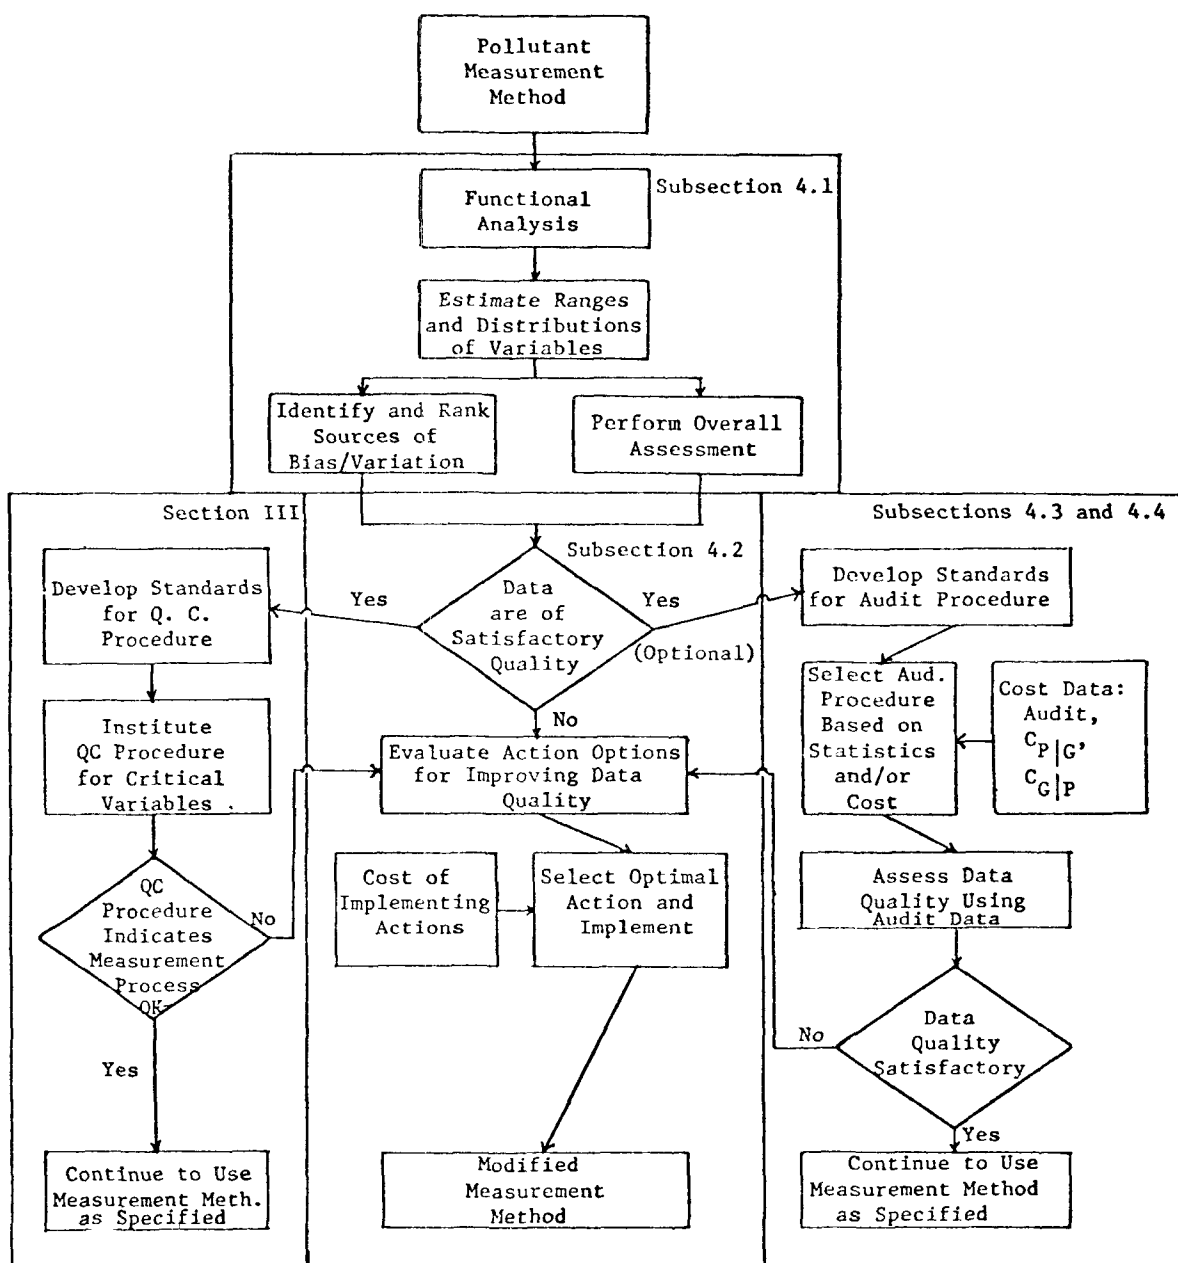 Pollutant
Measurement
Method
Subsection 4.1
Functional
Analysis
Estimate Ranges
and Distributions
of Variables
Identify and Rank
Sources of
Bias/Variation
Perform Overall
Assessment
Section III
Subsection 4.2
Subsections 4.3 and 4.4
Develop Standards
for Q. C.
Procedure
Yes
Data
are of
Satisfactory
Quality
Yes
(Optional)
No
Develop Standards
for Audit Procedure
Institute
QC Procedure
for Critical
Variables .
Evaluate Action Options
for Improving Data
Quality
Select Aud.
Procedure
Based on
Statistics
and/or
Cost
Cost Data:
Audit,
CP|G,
CG|P
QC
Procedure
Indicates
Measurement
Process
OK
No
Yes
Cost of
Implementing
Actions
Select Optimal
Action and
Implement
Assess Data
Quality Using
Audit Data
Data
Quality
Satisfactory
No
Yes
Continue to Use
Measurement Meth.
as Specified
Modified
Measurement
Method
Continue to Use
Measurement Method
as Specified